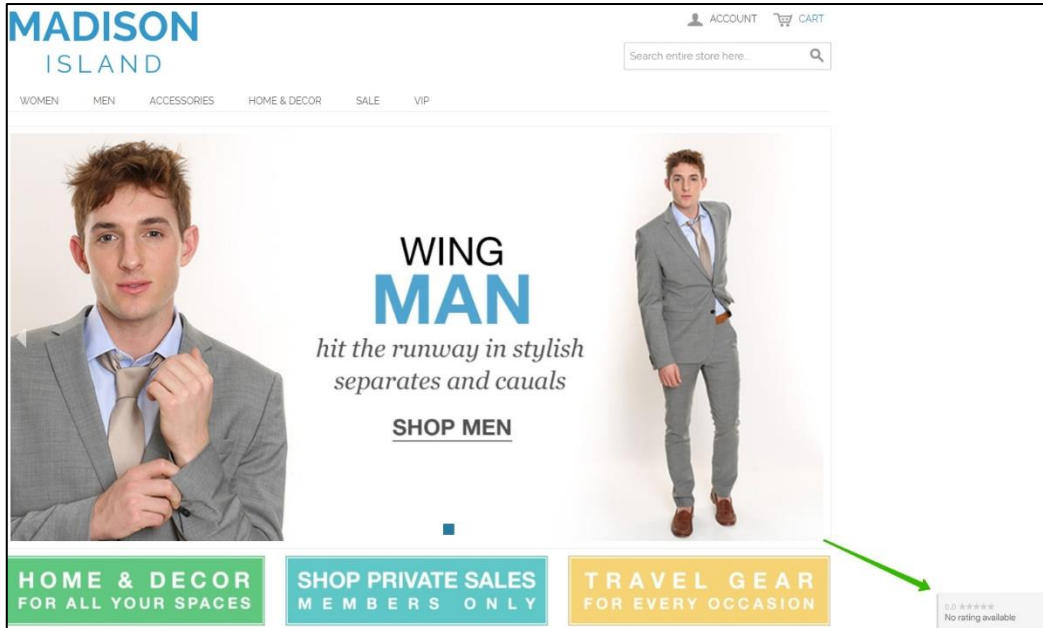 MADISON
ISLAND
ACCOUNT CART
Search entire store here...
WOMEN MEN ACCESSORIES HOME & DECOR SALE VIP
WING
MAN
hit the runway in stylish
separates and cauals
SHOP MEN
HOME & DECOR
FOR ALL YOUR SPACES
SHOP PRIVATE SALES
MEMBERS ONLY
TRAVEL GEAR
FOR EVERY OCCASION
0.0 ★★★★★
No rating available